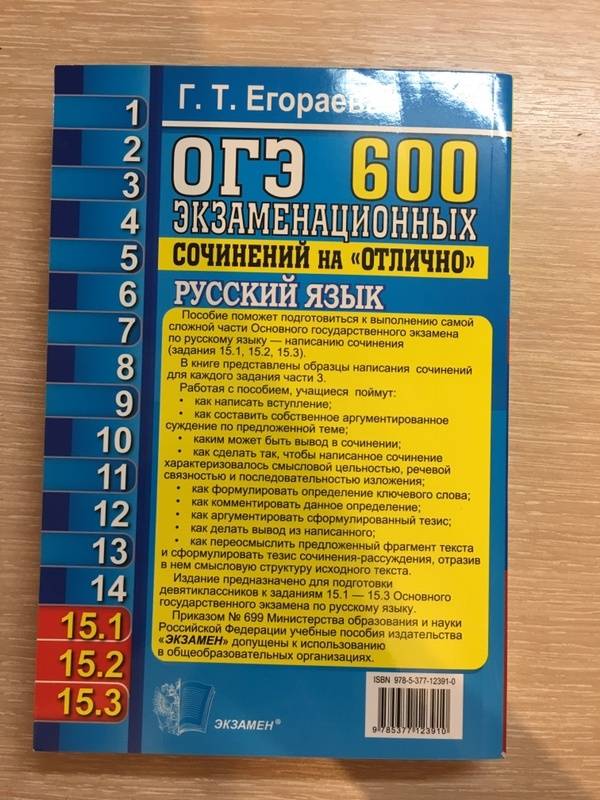 Г. Т. Егораева
ОГЭ 600
ЭКЗАМЕНАЦИОННЫХ
СОЧИНЕНИЙ НА «ОТЛИЧНО»
РУССКИЙ ЯЗЫК
Пособие поможет подготовиться к выполнению самой
сложной части Основного государственного экзамена
по русскому языку — написанию сочинения
(задания 15.1, 15.2, 15.3).
В книге представлены образцы написания сочинений
для каждого задания части 3.
Работая с пособием, учащиеся поймут:
• как написать вступление;
• как составить собственное аргументированное
суждение по предложенной теме;
• каким может быть вывод в сочинении;
• как сделать так, чтобы написанное сочинение
характеризовалось смысловой цельностью, речевой
связностью и последовательностью изложения;
• как формулировать определение ключевого слова;
• как комментировать данное определение;
• как аргументировать сформулированный тезис;
• как делать вывод из написанного;
• как переосмыслить предложенный фрагмент текста
и сформулировать тезис сочинения-рассуждения, отразив
в нем смысловую структуру исходного текста.
Издание предназначено для подготовки
девятиклассников к заданиям 15.1 — 15.3 Основного
государственного экзамена по русскому языку.
Приказом № 699 Министерства образования и науки
Российской Федерации учебные пособия издательства
«ЭКЗАМЕН» допущены к использованию
в общеобразовательных организациях.
1
2
3
4
5
6
7
8
9
10
11
12
13
14
15.1
15.2
15.3
ЭКЗАМЕН®
ISBN 978-5-377-12391-0
9 785377 123910